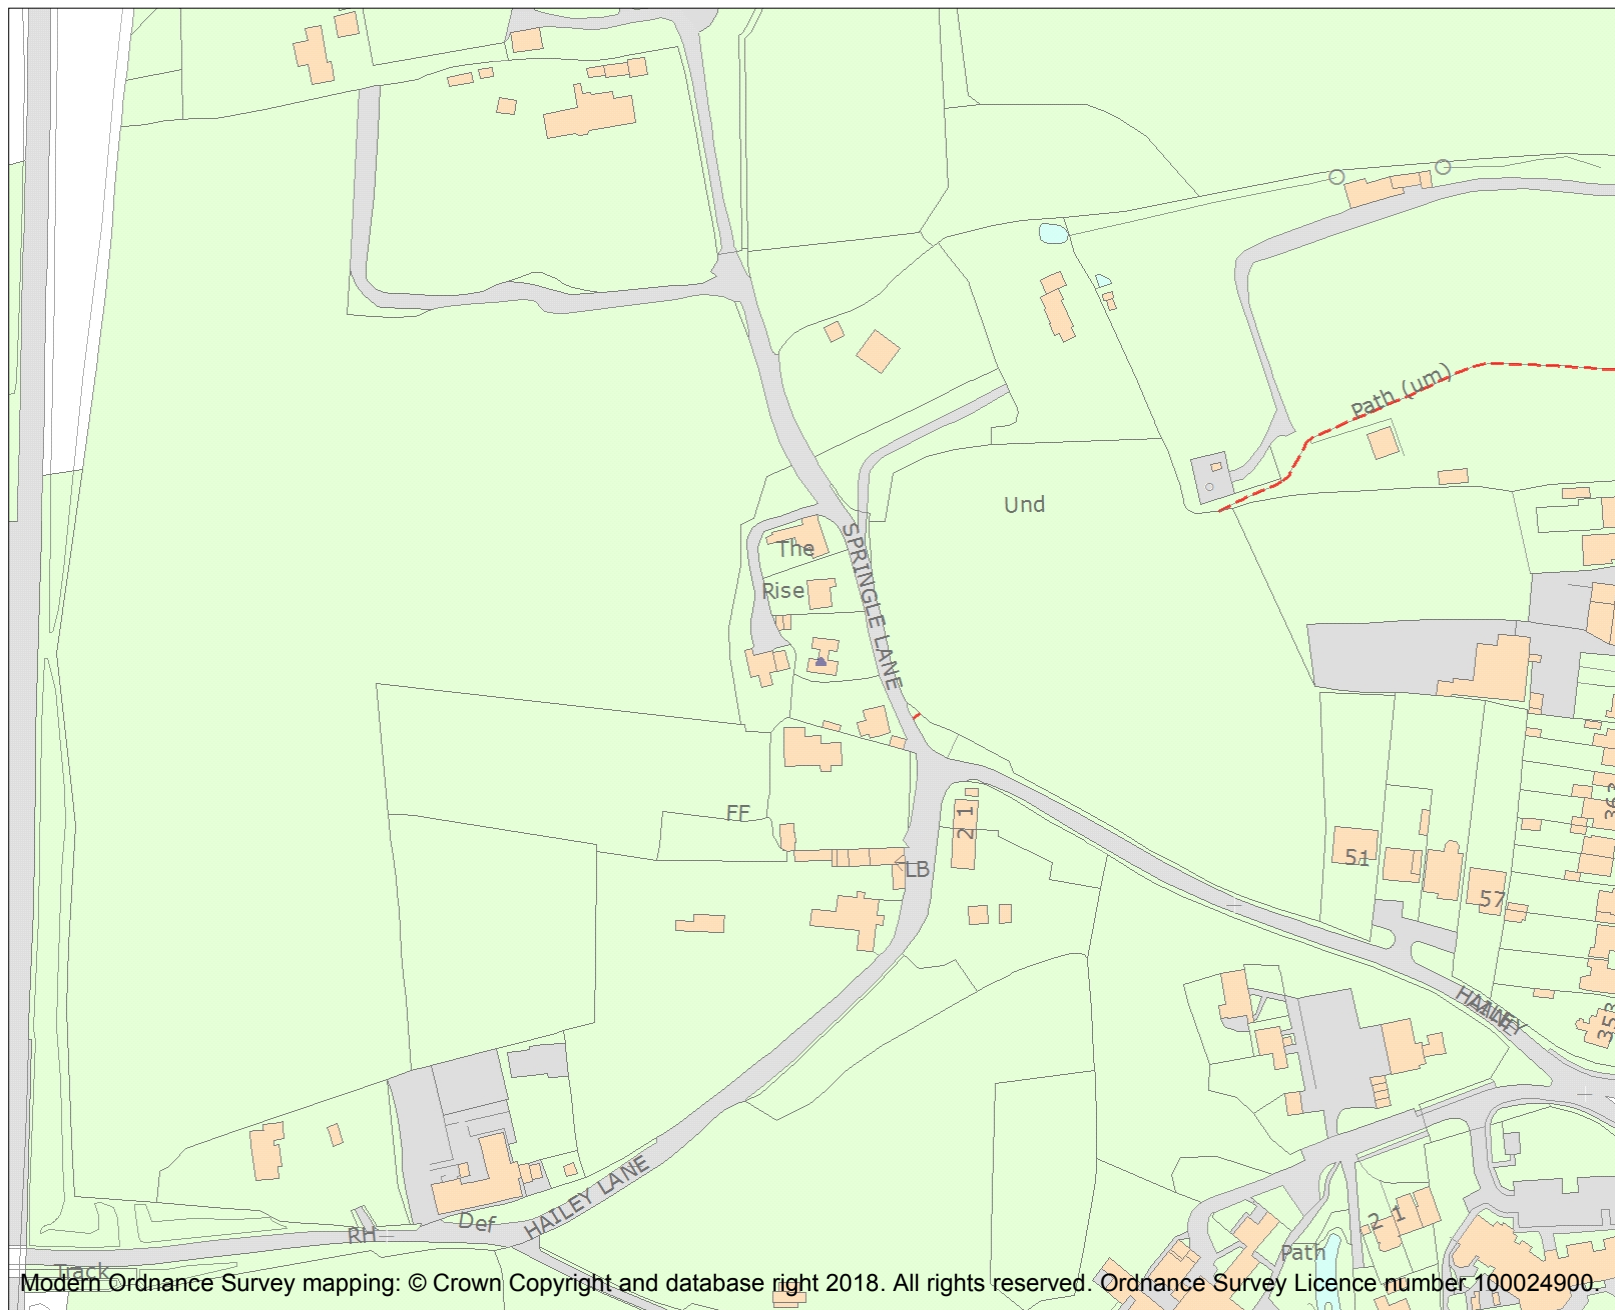 Path (um)
Und
The
Rise
SPRINGLE LANE
FF
2 1
LB
51
57
HAILEY
HAILEY LANE
Def
RH
Track
Path
2 1
Modern Ordnance Survey mapping: © Crown Copyright and database right 2018. All rights reserved. Ordnance Survey Licence number 100024900.